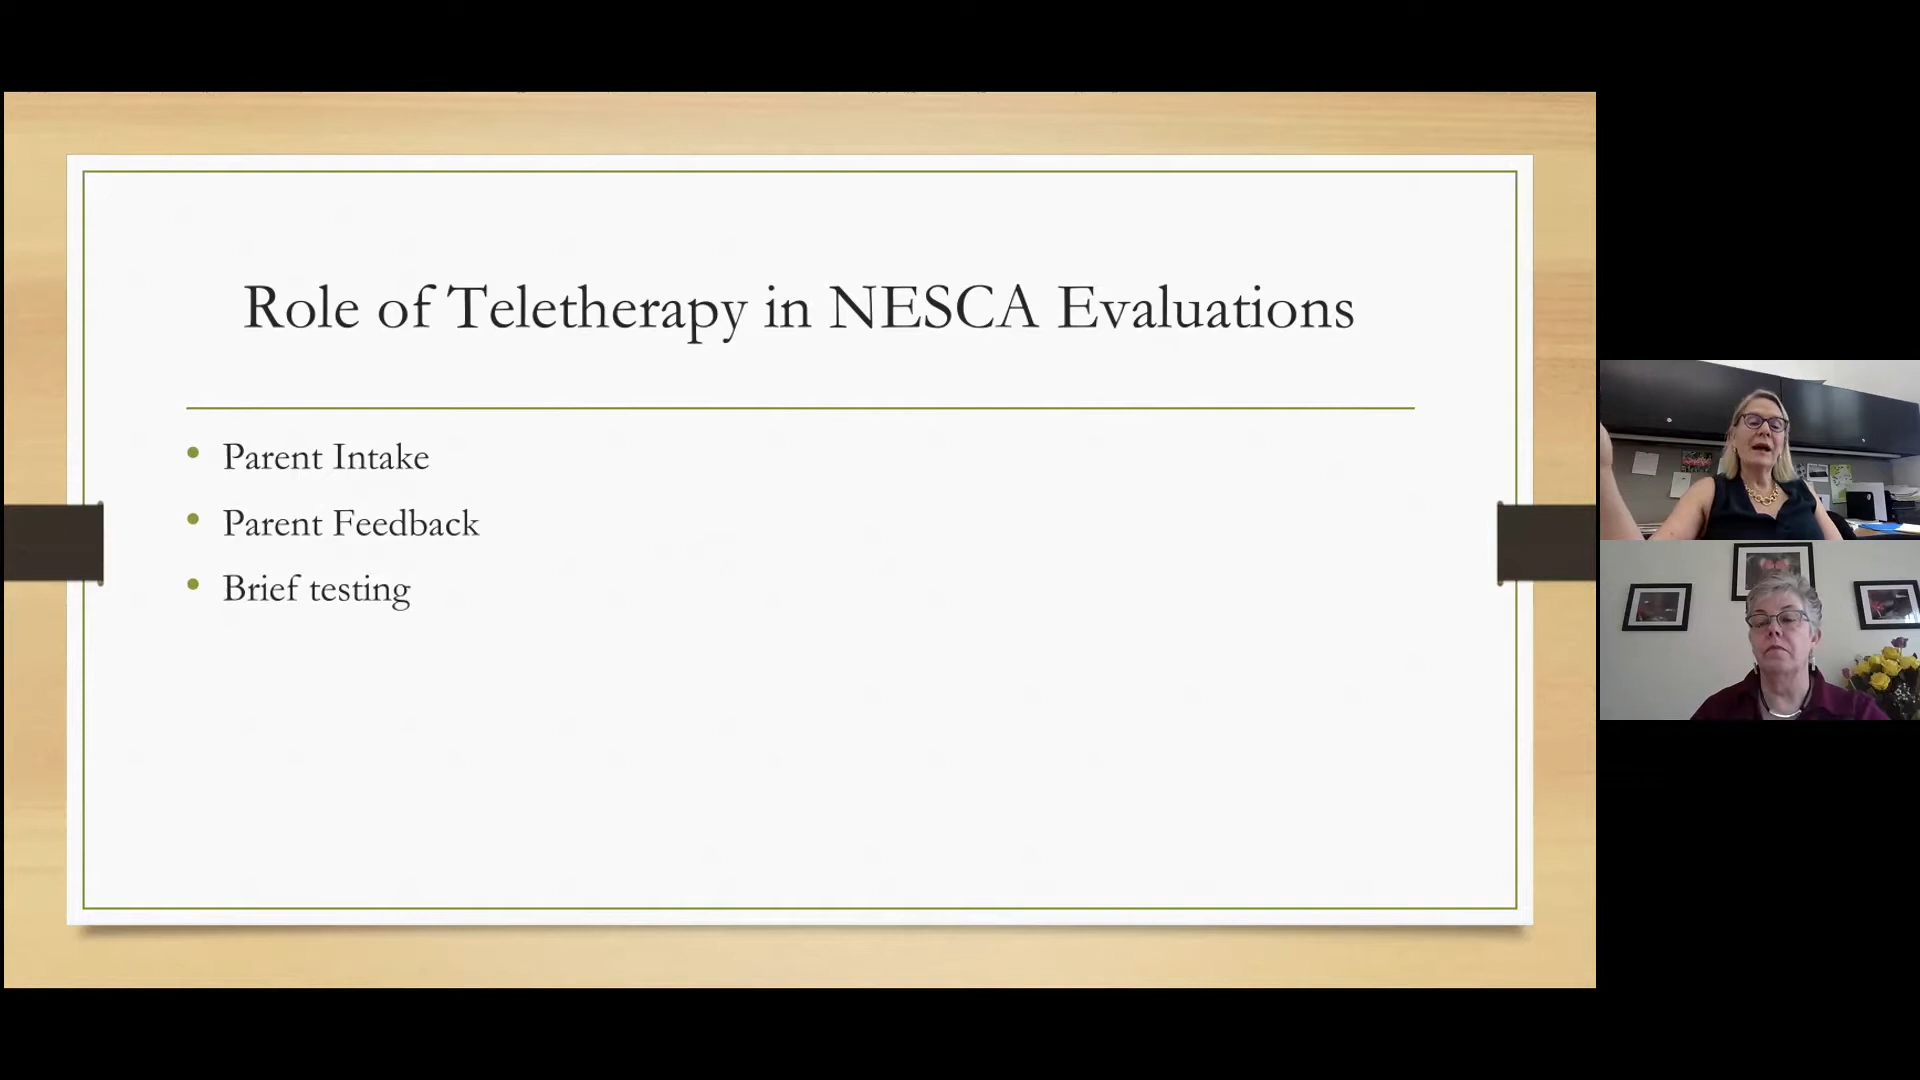 Role of Teletherapy in NESCA Evaluations
Parent Intake
Parent Feedback
Brief testing